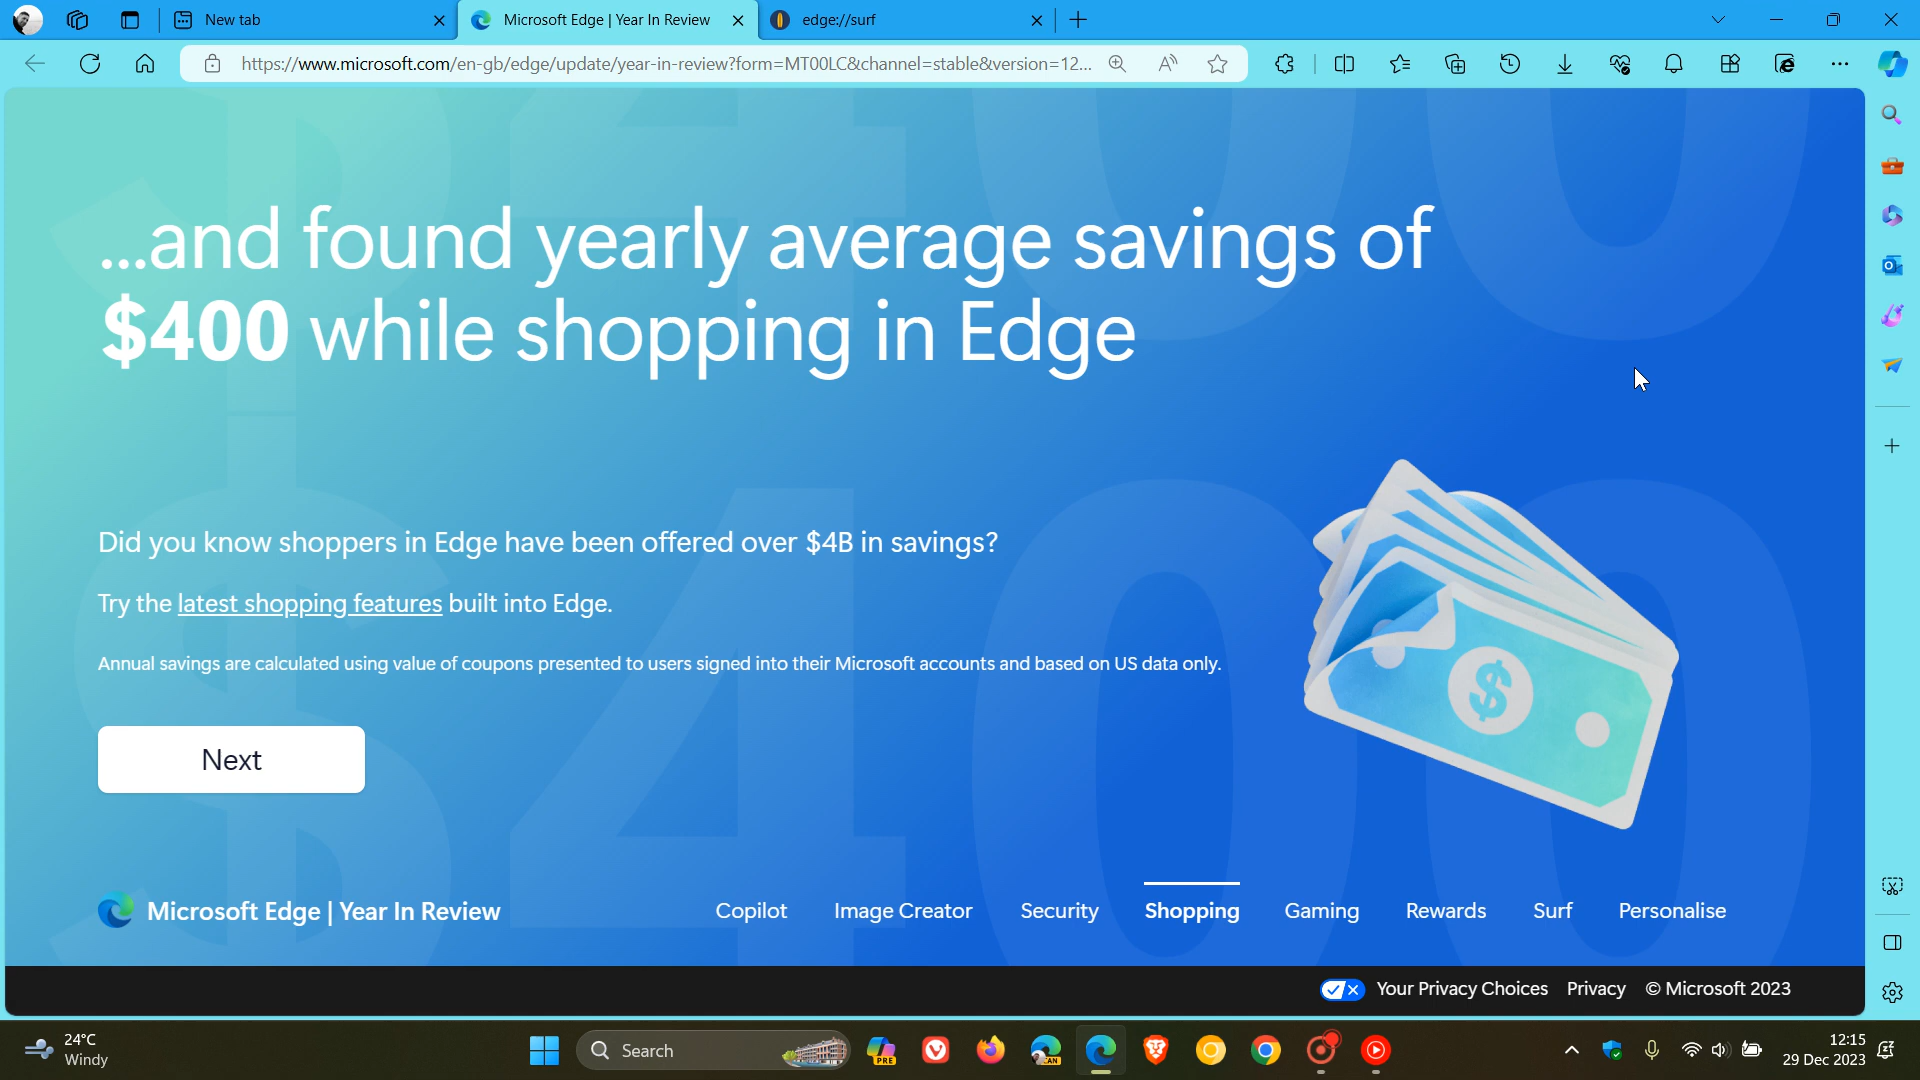 New tab
Microsoft Edge | Year In Review
edge://surf
https://www.microsoft.com/en-gb/edge/update/year-in-review?form=MT00LC&channel=stable&version=12...
...and found yearly average savings of
$400 while shopping in Edge
Did you know shoppers in Edge have been offered over $4B in savings?
Try the latest shopping features built into Edge.
Annual savings are calculated using value of coupons presented to users signed into their Microsoft accounts and based on US data only.
Next
Microsoft Edge | Year In Review
Copilot Image Creator Security Shopping Gaming Rewards Surf Personalise
Your Privacy Choices Privacy © Microsoft 2023
24°C
Windy
Search
PRE
CAN
12:15
29 Dec 2023